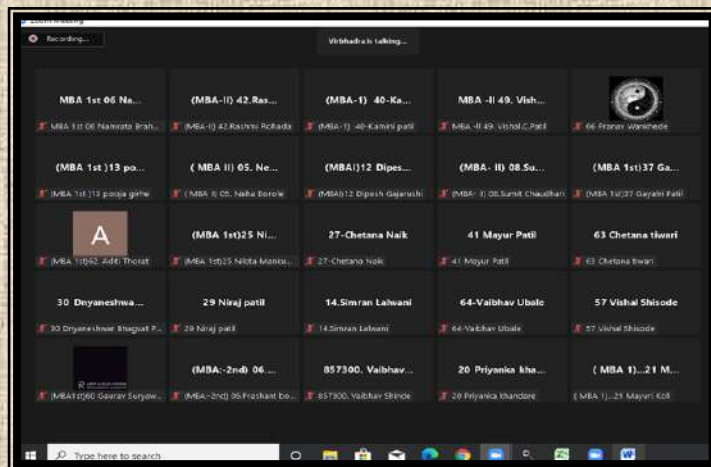 Zoom Meeting
Recording...
Virbhadra is talking...
MBA 1st 06 Na... (MBA-II) 42.Ras... (MBA-1) 40-Ka... MBA -II 49. Vish...
MBA 1st 06 Namrata Brah... (MBA-II) 42.Rashmi Rothada (MBA-1) 40-Kamini patil MBA -II 49. Vishal.C.Patil 66 Pranav Wankhede
(MBA 1st )13 po... ( MBA II) 05. Ne... (MBAI)12 Dipes... (MBA- II) 08.Su... (MBA 1st)37 Ga...
(MBA 1st )13 pooja girhe ( MBA II) 05. Neha Borole (MBAI)12 Dipesh Gajarushi (MBA- II) 08.Sumit Chaudhari (MBA 1st)37 Gayatri Patil
A (MBA 1st)25 Ni... 27-Chetana Naik 41 Mayur Patil 63 Chetana tiwari
(MBA 1st)62. Aditi Thorat (MBA 1st)25 Nilota Manku... 27-Chetana Naik 41 Mayur Patil 63 Chetana tiwari
30 Dnyaneshwa... 29 Niraj patil 14.Simran Lalwani 64-Vaibhav Ubale 57 Vishal Shisode
30 Dnyaneshwar Bhagvat P... 29 Niraj patil 14.Simran Lalwani 64-Vaibhav Ubale 57 Vishal Shisode
(MBA:-2nd) 06.... 857300. Vaibhav... 20 Priyanka kha... ( MBA 1)...21 M...
(MBA1st)60 Gaurav Suryaw... (MBA:-2nd) 06.Prashant bo... 857300. Vaibhav Shinde 20 Priyanka khandare ( MBA 1)...21 Mayuri Koli
Type here to search